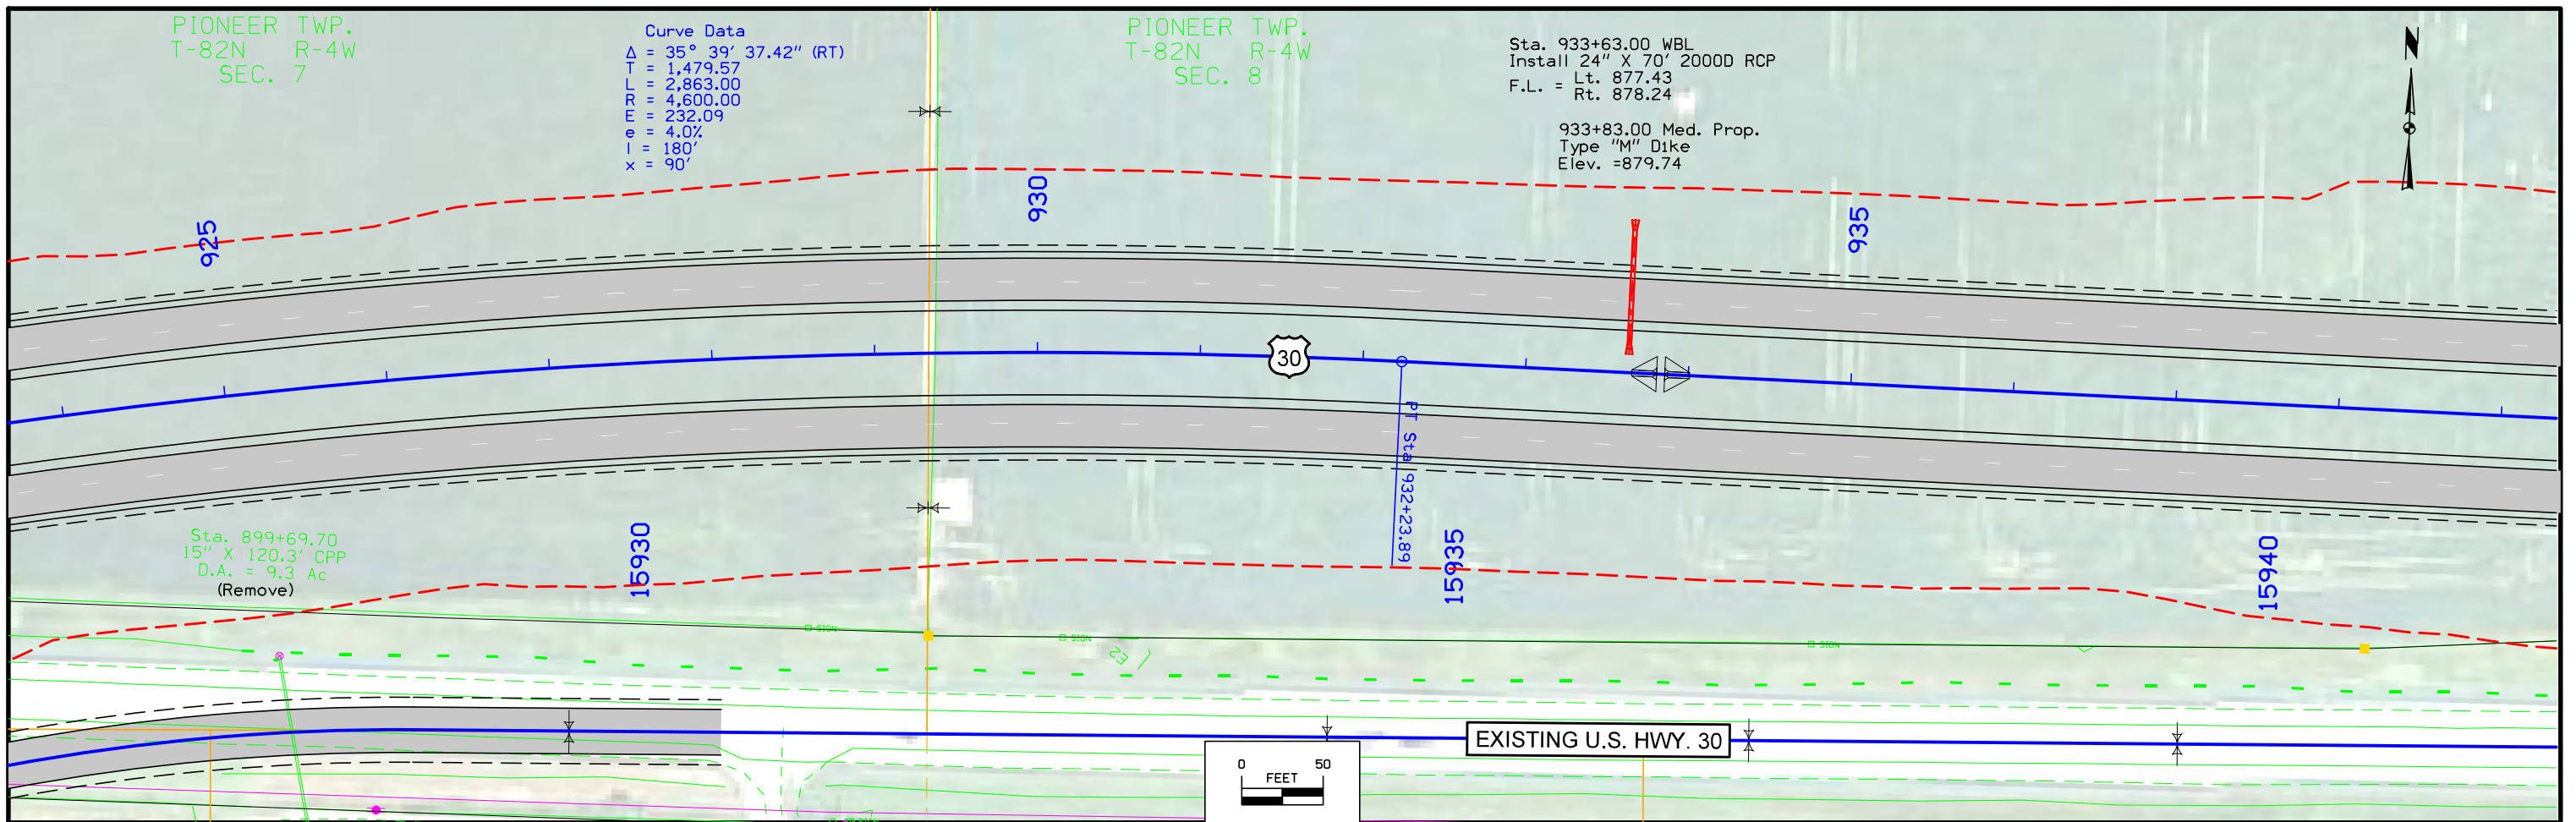 PIONEER TWP.
T-82N R-4W
SEC. 7
Curve Data
Δ = 35° 39' 37.42" (RT)
T = 1,479.57
L = 2,863.00
R = 4,600.00
E = 232.09
e = 4.0%
l = 180'
x = 90'
PIONEER TWP.
T-82N R-4W
SEC. 8
Sta. 933+63.00 WBL
Install 24" X 70' 2000D RCP
F.L. = Lt. 877.43
Rt. 878.24
933+83.00 Med. Prop.
Type "M" Dike
Elev. =879.74
N
925
930
935
30
PT Sta 932+23.89
Sta. 899+69.70
15" X 120.3' CPP
D.A. = 9.3 Ac
(Remove)
15930
15935
15940
SIGN
SIGN
SIGN
E2
EXISTING U.S. HWY. 30
0 50
FEET